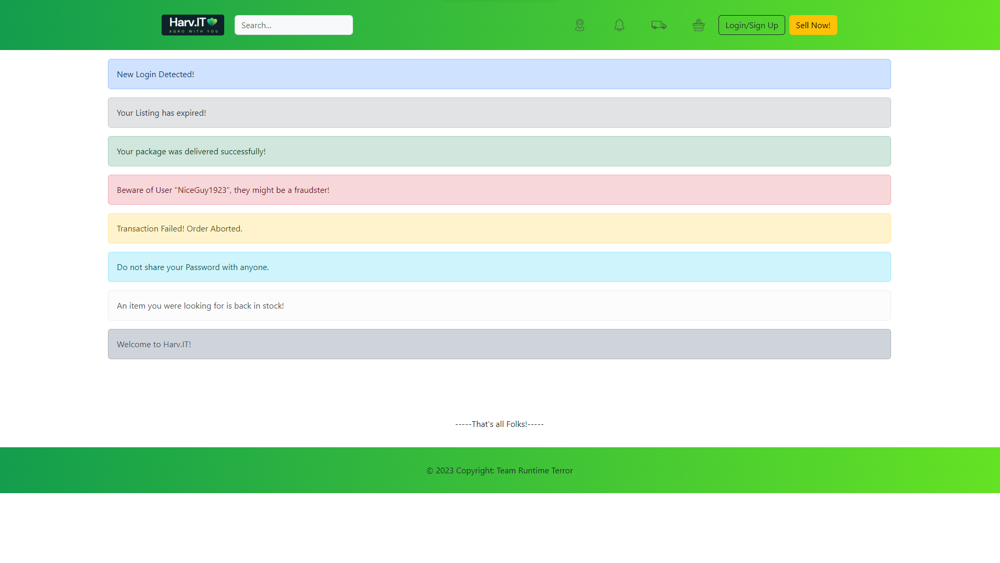 Harv.IT
AGRO WITH YOU
Search...
Login/Sign Up
Sell Now!
New Login Detected!
Your Listing has expired!
Your package was delivered successfully!
Beware of User "NiceGuy1923", they might be a fraudster!
Transaction Failed! Order Aborted.
Do not share your Password with anyone.
An item you were looking for is back in stock!
Welcome to Harv.IT!
-----That's all Folks!-----
© 2023 Copyright: Team Runtime Terror